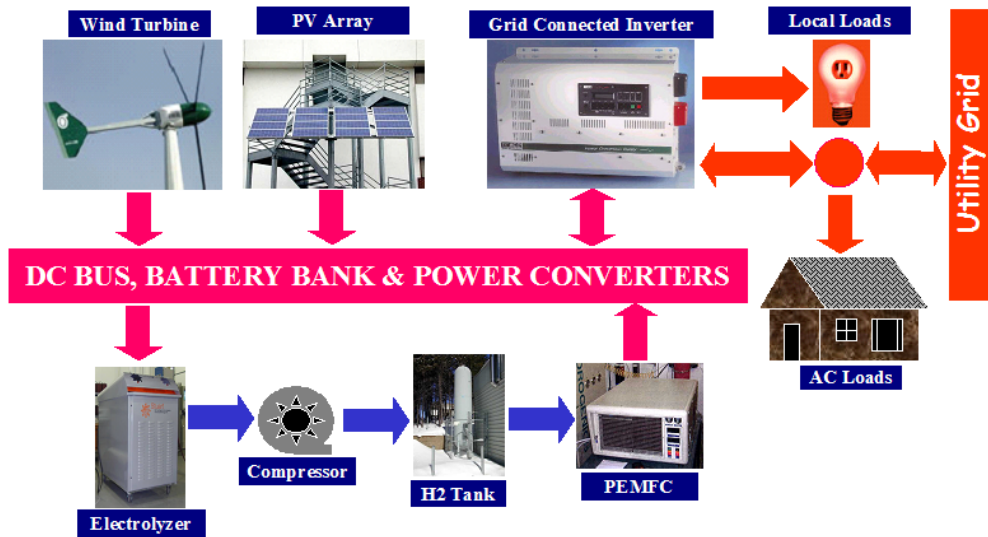 Wind Turbine
PV Array
Grid Connected Inverter
Local Loads
Utility Grid
DC BUS, BATTERY BANK & POWER CONVERTERS
AC Loads
Compressor
H2 Tank
PEMFC
Electrolyzer